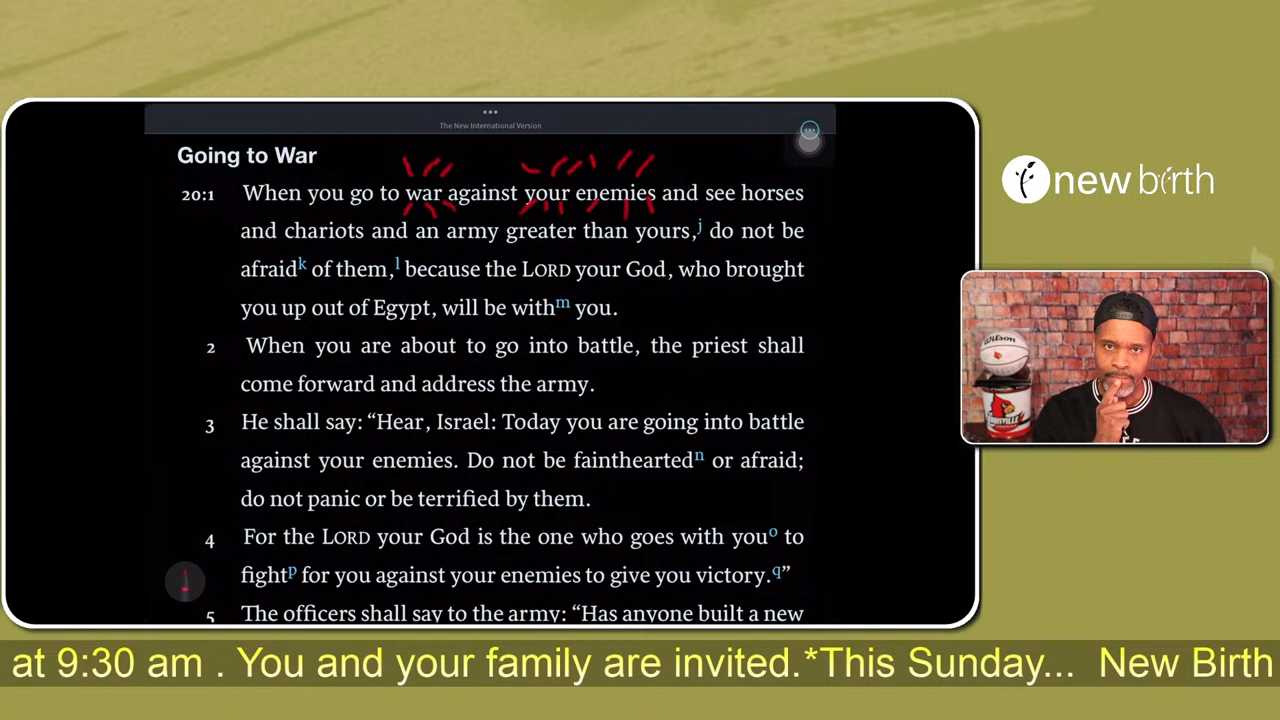 The New International Version
Going to War
20:1 When you go to war against your enemies and see horses
and chariots and an army greater than yours,j do not be
afraidk of them,l because the LORD your God, who brought
you up out of Egypt, will be withm you.
2 When you are about to go into battle, the priest shall
come forward and address the army.
3 He shall say: “Hear, Israel: Today you are going into battle
against your enemies. Do not be faintheartedn or afraid;
do not panic or be terrified by them.
4 For the LORD your God is the one who goes with youo to
fightp for you against your enemies to give you victory.q”
5 The officers shall say to the army: “Has anyone built a new
new birth
Wilson
at 9:30 am . You and your family are invited.*This Sunday... New Birth